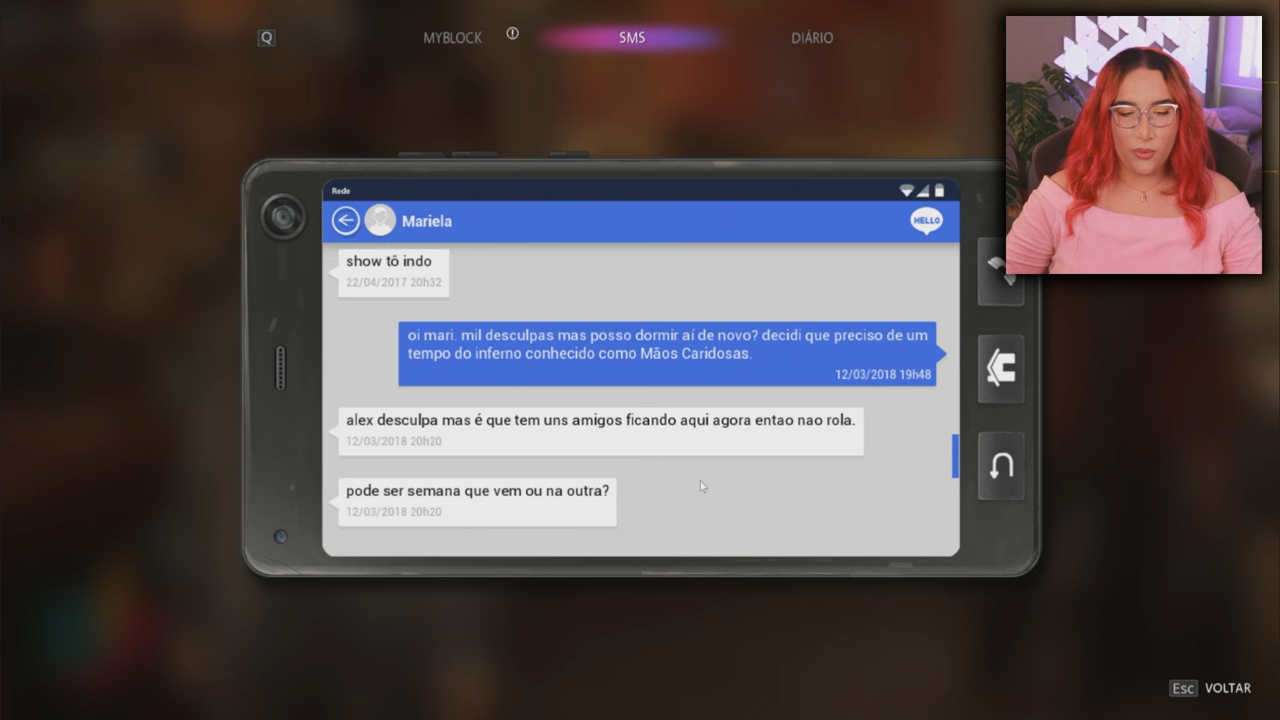 Q
MYBLOCK
SMS
DIÁRIO
Rede
Mariela
HELLO
show tô indo
22/04/2017 20h32
oi mari. mil desculpas mas posso dormir aí de novo? decidi que preciso de um
tempo do inferno conhecido como Mãos Caridosas.
12/03/2018 19h48
alex desculpa mas é que tem uns amigos ficando aqui agora entao nao rola.
12/03/2018 20h20
pode ser semana que vem ou na outra?
12/03/2018 20h20
Esc VOLTAR